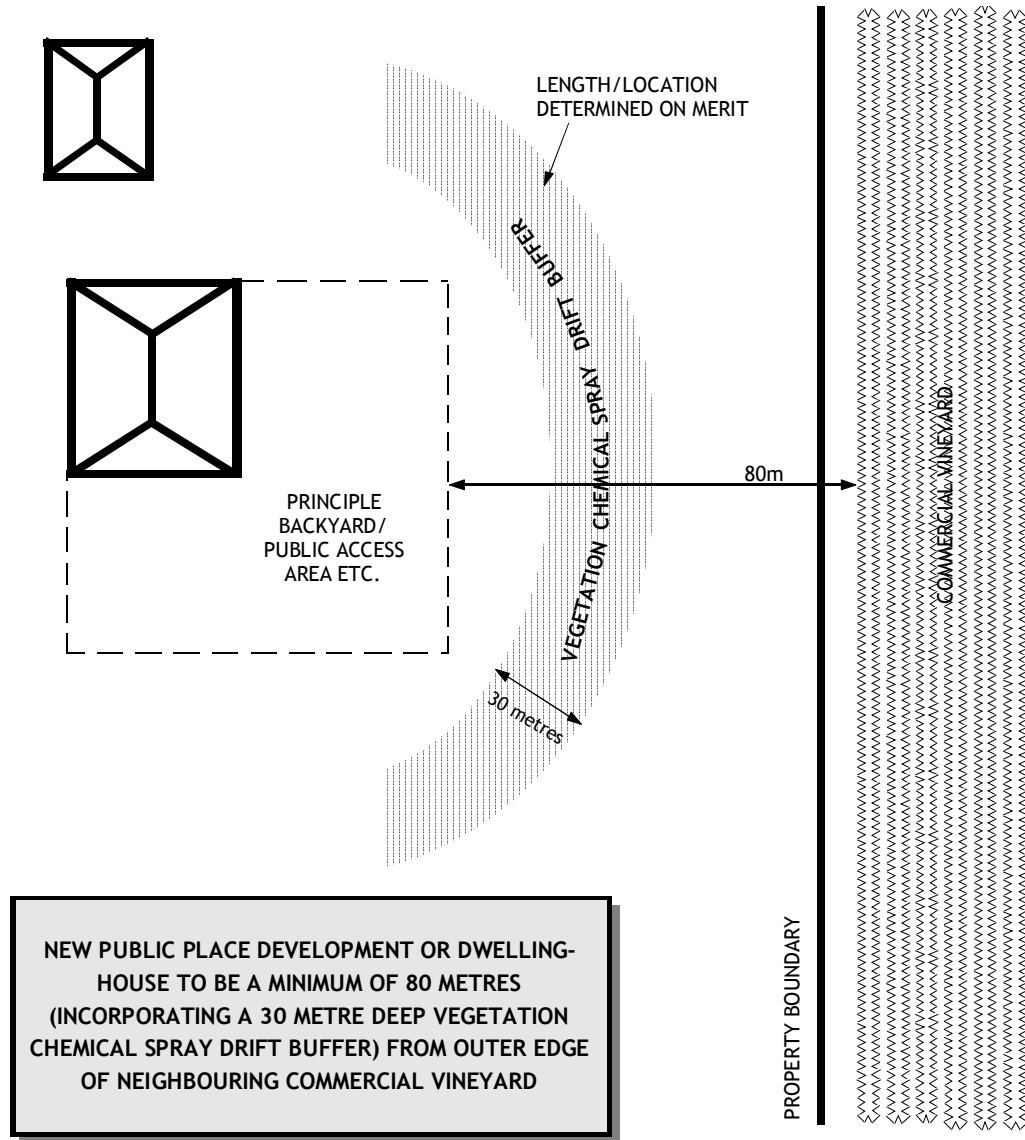 LENGTH/LOCATION
DETERMINED ON MERIT
VEGETATION CHEMICAL SPRAY DRIFT BUFFER
80m
COMMERCIAL VINEYARD
PRINCIPLE
BACKYARD/
PUBLIC ACCESS
AREA ETC.
30 metres
PROPERTY BOUNDARY
NEW PUBLIC PLACE DEVELOPMENT OR DWELLING-
HOUSE TO BE A MINIMUM OF 80 METRES
(INCORPORATING A 30 METRE DEEP VEGETATION
CHEMICAL SPRAY DRIFT BUFFER) FROM OUTER EDGE
OF NEIGHBOURING COMMERCIAL VINEYARD